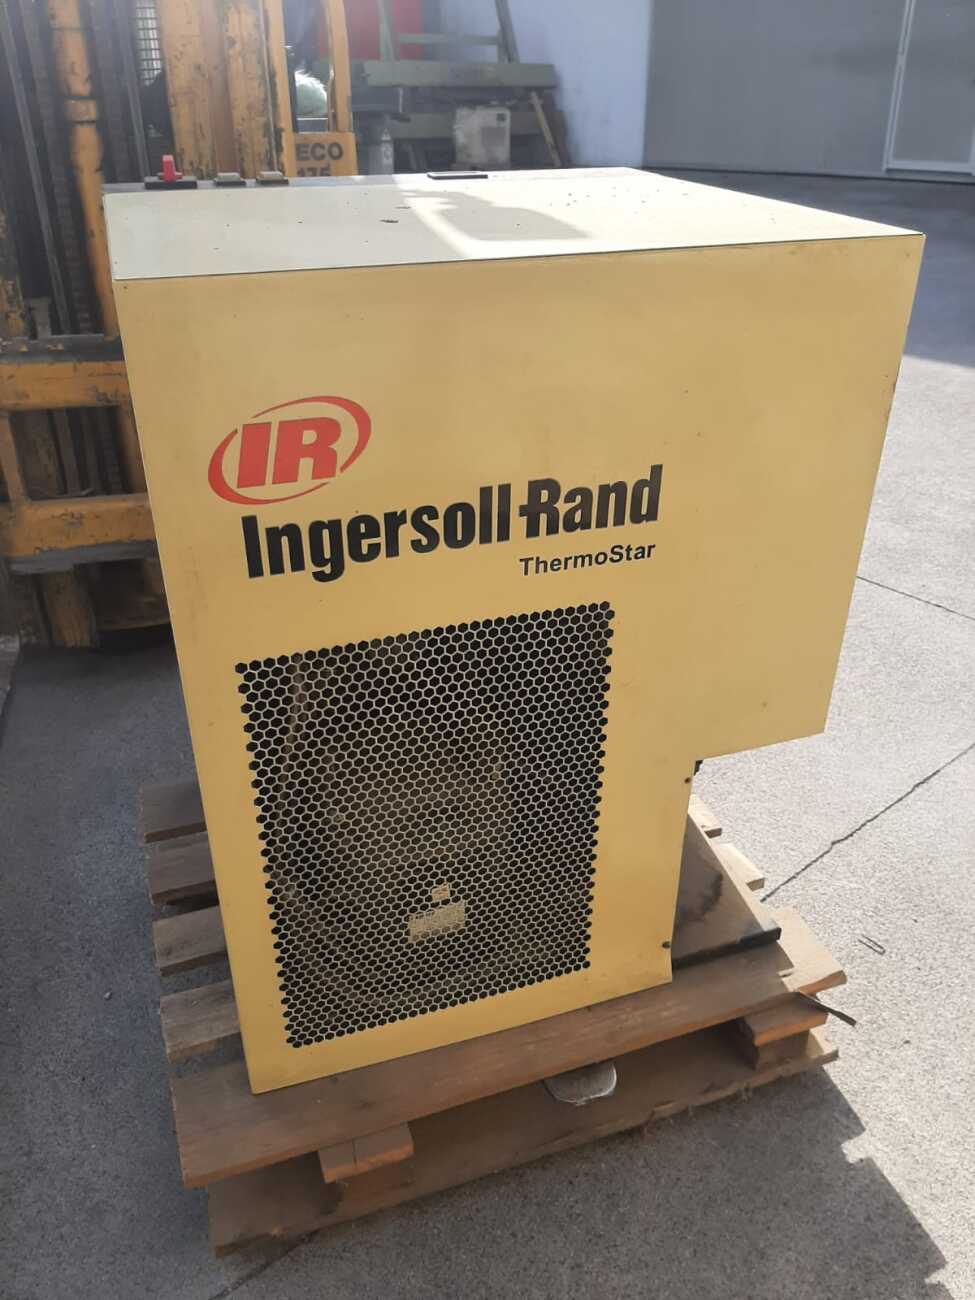 ECO
IR
Ingersoll-Rand
ThermoStar